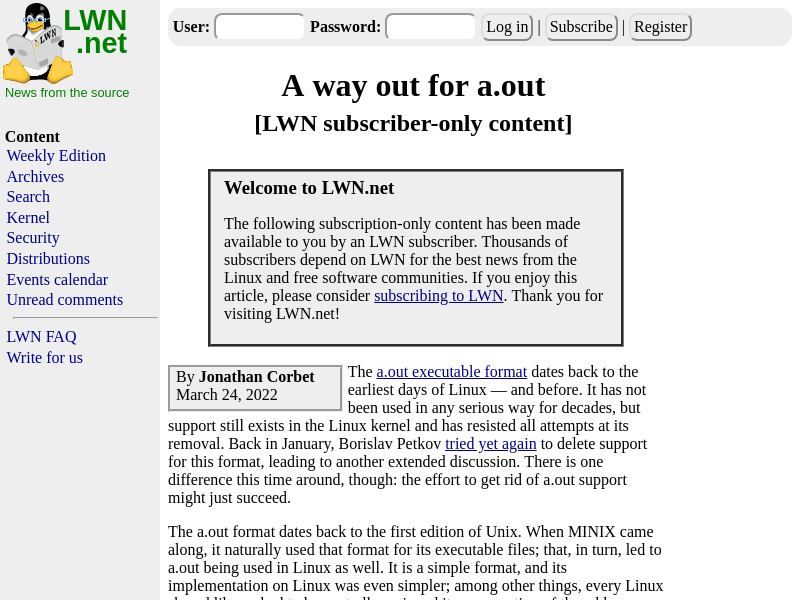 LWN
.net
LWN
News from the source
User: Password: Log in | Subscribe | Register
Content
Weekly Edition
Archives
Search
Kernel
Security
Distributions
Events calendar
Unread comments
LWN FAQ
Write for us
A way out for a.out
[LWN subscriber-only content]
Welcome to LWN.net
The following subscription-only content has been made
available to you by an LWN subscriber. Thousands of
subscribers depend on LWN for the best news from the
Linux and free software communities. If you enjoy this
article, please consider subscribing to LWN. Thank you for
visiting LWN.net!
By Jonathan Corbet
March 24, 2022
The a.out executable format dates back to the
earliest days of Linux — and before. It has not
been used in any serious way for decades, but
support still exists in the Linux kernel and has resisted all attempts at its
removal. Back in January, Borislav Petkov tried yet again to delete support
for this format, leading to another extended discussion. There is one
difference this time around, though: the effort to get rid of a.out support
might just succeed.
The a.out format dates back to the first edition of Unix. When MINIX came
along, it naturally used that format for its executable files; that, in turn, led to
a.out being used in Linux as well. It is a simple format, and its
implementation on Linux was even simpler; among other things, every Linux